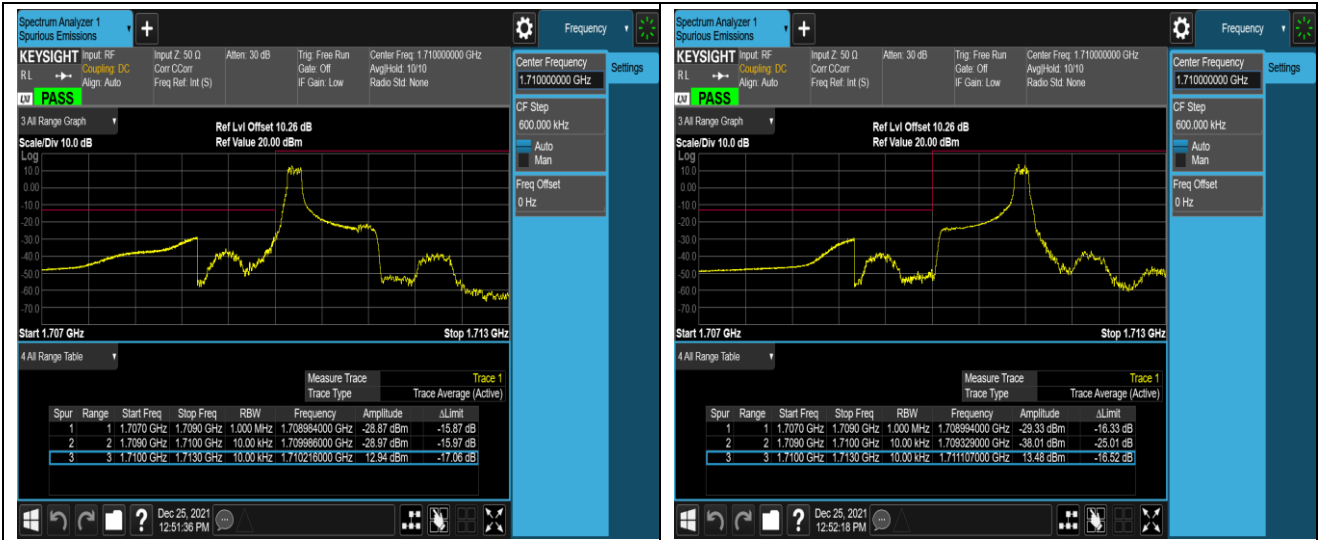 Spectrum Analyzer 1
Spurious Emissions
Frequency
KEYSIGHT Input: RF Input Z: 50 Ω Atten: 30 dB Trig: Free Run Center Freq: 1.710000000 GHz
RL Coupling: DC Corr CCorr Gate: Off Avg|Hold: 10/10
Align: Auto Freq Ref: Int (S) IF Gain: Low Radio Std: None
PASS
Center Frequency
1.710000000 GHz
Settings
CF Step
600.000 kHz
Auto
Man
Freq Offset
0 Hz
3 All Range Graph
Ref Lvl Offset 10.26 dB
Scale/Div 10.0 dB Ref Value 20.00 dBm
Log
10.0
0.00
-10.0
-20.0
-30.0
-40.0
-50.0
-60.0
-70.0
Start 1.707 GHz Stop 1.713 GHz
4 All Range Table
Measure Trace Trace 1
Trace Type Trace Average (Active)
Spur Range Start Freq Stop Freq RBW Frequency Amplitude ΔLimit
1 1 1.7070 GHz 1.7090 GHz 1.000 MHz 1.708984000 GHz -28.87 dBm -15.87 dB
2 2 1.7090 GHz 1.7100 GHz 10.00 kHz 1.709986000 GHz -28.97 dBm -15.97 dB
3 3 1.7100 GHz 1.7130 GHz 10.00 kHz 1.710216000 GHz 12.94 dBm -17.06 dB
Dec 25, 2021
12:51:36 PM
Spectrum Analyzer 1
Spurious Emissions
Frequency
KEYSIGHT Input: RF Input Z: 50 Ω Atten: 30 dB Trig: Free Run Center Freq: 1.710000000 GHz
RL Coupling: DC Corr CCorr Gate: Off Avg|Hold: 10/10
Align: Auto Freq Ref: Int (S) IF Gain: Low Radio Std: None
PASS
Center Frequency
1.710000000 GHz
Settings
CF Step
600.000 kHz
Auto
Man
Freq Offset
0 Hz
3 All Range Graph
Ref Lvl Offset 10.26 dB
Scale/Div 10.0 dB Ref Value 20.00 dBm
Log
10.0
0.00
-10.0
-20.0
-30.0
-40.0
-50.0
-60.0
-70.0
Start 1.707 GHz Stop 1.713 GHz
4 All Range Table
Measure Trace Trace 1
Trace Type Trace Average (Active)
Spur Range Start Freq Stop Freq RBW Frequency Amplitude ΔLimit
1 1 1.7070 GHz 1.7090 GHz 1.000 MHz 1.708994000 GHz -29.33 dBm -16.33 dB
2 2 1.7090 GHz 1.7100 GHz 10.00 kHz 1.709329000 GHz -38.01 dBm -25.01 dB
3 3 1.7100 GHz 1.7130 GHz 10.00 kHz 1.711107000 GHz 13.48 dBm -16.52 dB
Dec 25, 2021
12:52:18 PM